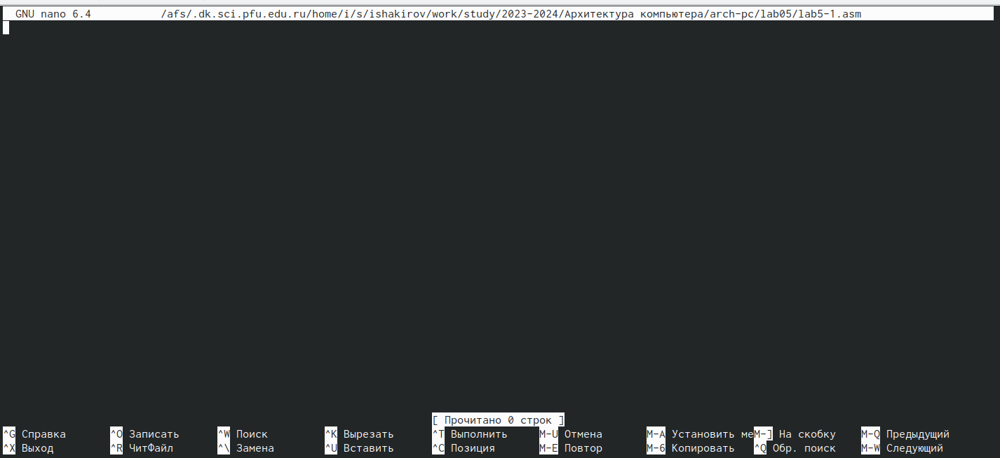 GNU nano 6.4 /afs/.dk.sci.pfu.edu.ru/home/i/s/ishakirov/work/study/2023-2024/Архитектура компьютера/arch-pc/lab05/lab5-1.asm
[ Прочитано 0 строк ]
^G Справка ^O Записать ^W Поиск ^K Вырезать ^T Выполнить M-U Отмена M-A Установить меM-] На скобку M-Q Предыдущий
^X Выход ^R ЧитФайл ^\ Замена ^U Вставить ^C Позиция M-E Повтор M-6 Копировать ^Q Обр. поиск M-W Следующий